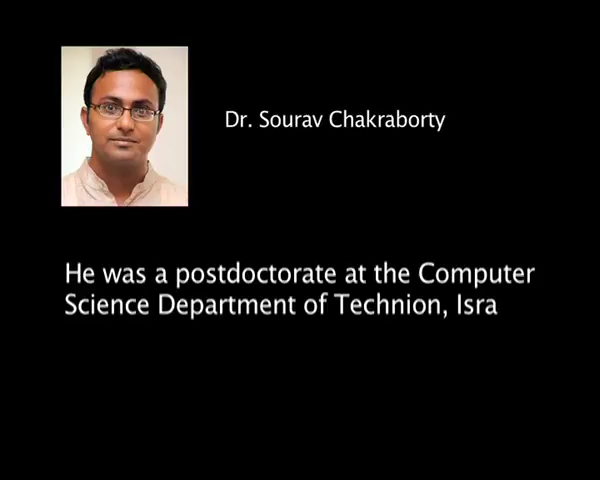 Dr. Sourav Chakraborty
He was a postdoctorate at the Computer
Science Department of Technion, Isra